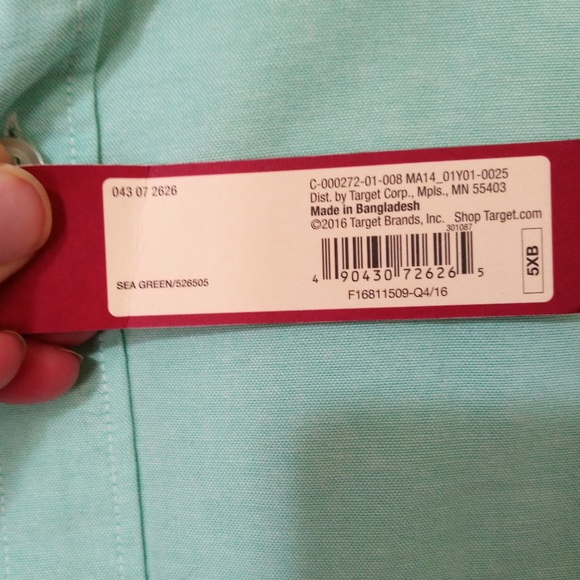 043 07 2626
C-000272-01-008 MA14_01Y01-0025
Dist. by Target Corp., Mpls., MN 55403
Made in Bangladesh
©2016 Target Brands, Inc. Shop Target.com
301087
4 90430 72626 5
F16811509-Q4/16
5XB
SEA GREEN/526505